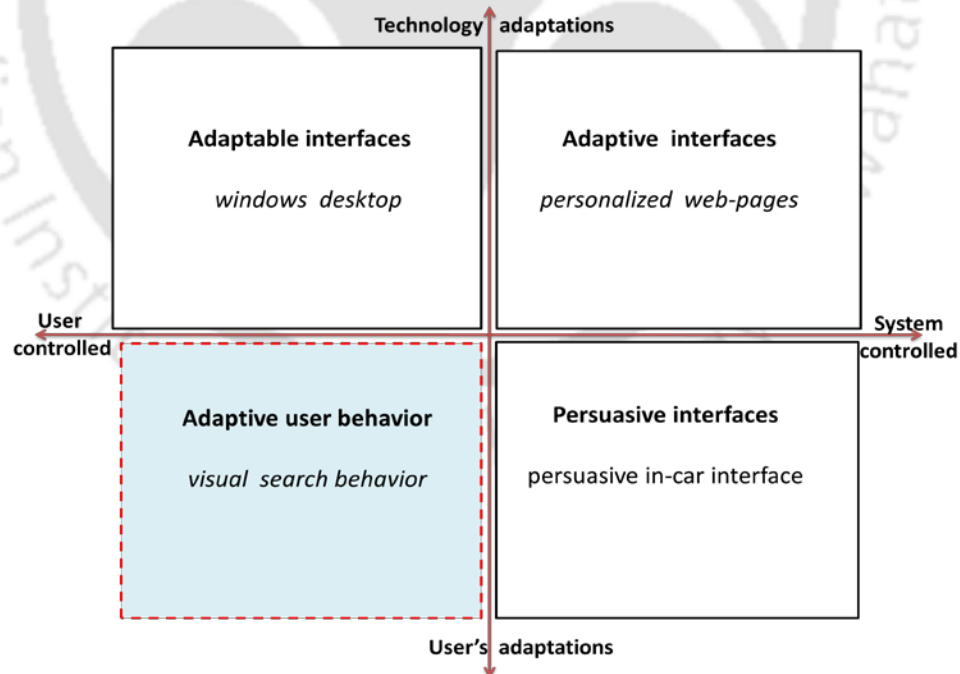 Technology adaptations
Adaptable interfaces
windows desktop
Adaptive interfaces
personalized web-pages
User
controlled
System
controlled
Adaptive user behavior
visual search behavior
Persuasive interfaces
persuasive in-car interface
User's adaptations